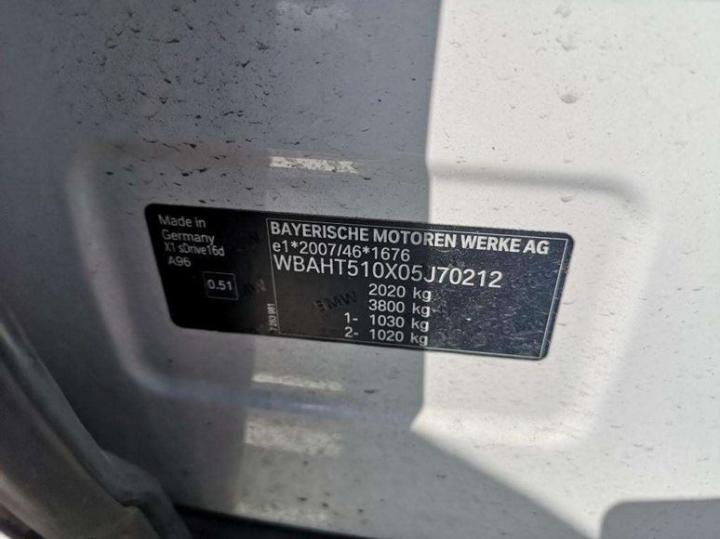 Made in
Germany
X1 sDrive16d
A96
0.51
BAYERISCHE MOTOREN WERKE AG
e1*2007/46*1676
WBAHT510X05J70212
2020 kg
3800 kg
1- 1030 kg
2- 1020 kg
BMW